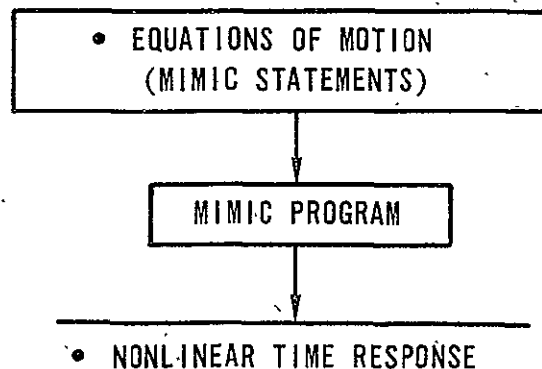 • EQUATIONS OF MOTION
(MIMIC STATEMENTS)
MIMIC PROGRAM
• NONLINEAR TIME RESPONSE